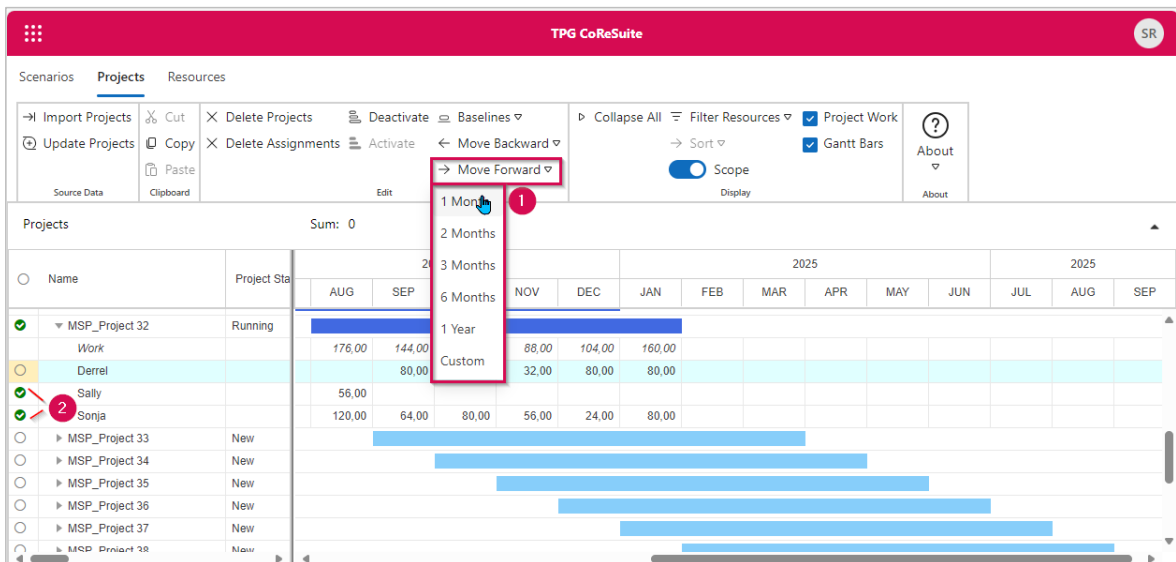 TPG CoReSuite
SR
Scenarios Projects Resources
Import Projects Cut Delete Projects Deactivate Baselines Collapse All Filter Resources Project Work
Update Projects Copy Delete Assignments Activate Move Backward Sort Gantt Bars About
Paste Move Forward Scope
Source Data Clipboard Edit Display About
1 Month 1
2 Months
3 Months
6 Months
1 Year
Custom
Projects Sum: 0
Name Project Sta 2025 2025
AUG SEP NOV DEC JAN FEB MAR APR MAY JUN JUL AUG SEP
MSP_Project 32 Running
Work 176,00 144,00 88,00 104,00 160,00
Derrel 80,00 32,00 80,00 80,00
Sally 56,00
2
Sonja 120,00 64,00 80,00 56,00 24,00 80,00
MSP_Project 33 New
MSP_Project 34 New
MSP_Project 35 New
MSP_Project 36 New
MSP_Project 37 New
MSP_Project 38 New